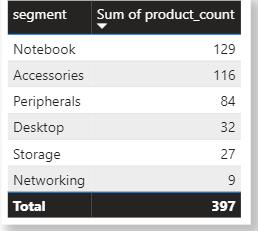 segment Sum of product_count
Notebook 129
Accessories 116
Peripherals 84
Desktop 32
Storage 27
Networking 9
Total 397